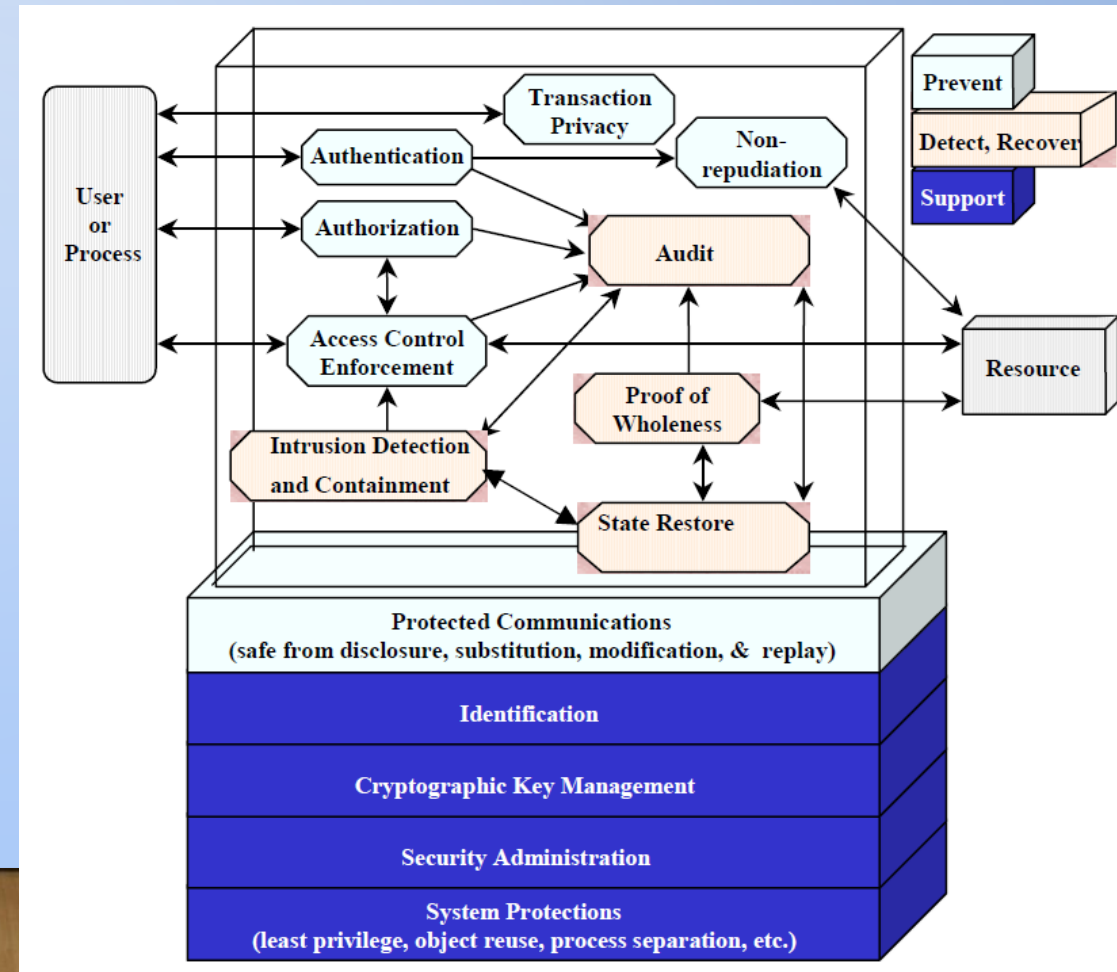 Transaction
Privacy
Prevent
Authentication
Non-
repudiation
Detect, Recover
User
or
Process
Support
Authorization
Audit
Access Control
Enforcement
Resource
Proof of
Wholeness
Intrusion Detection
and Containment
State Restore
Protected Communications
(safe from disclosure, substitution, modification, & replay)
Identification
Cryptographic Key Management
Security Administration
System Protections
(least privilege, object reuse, process separation, etc.)